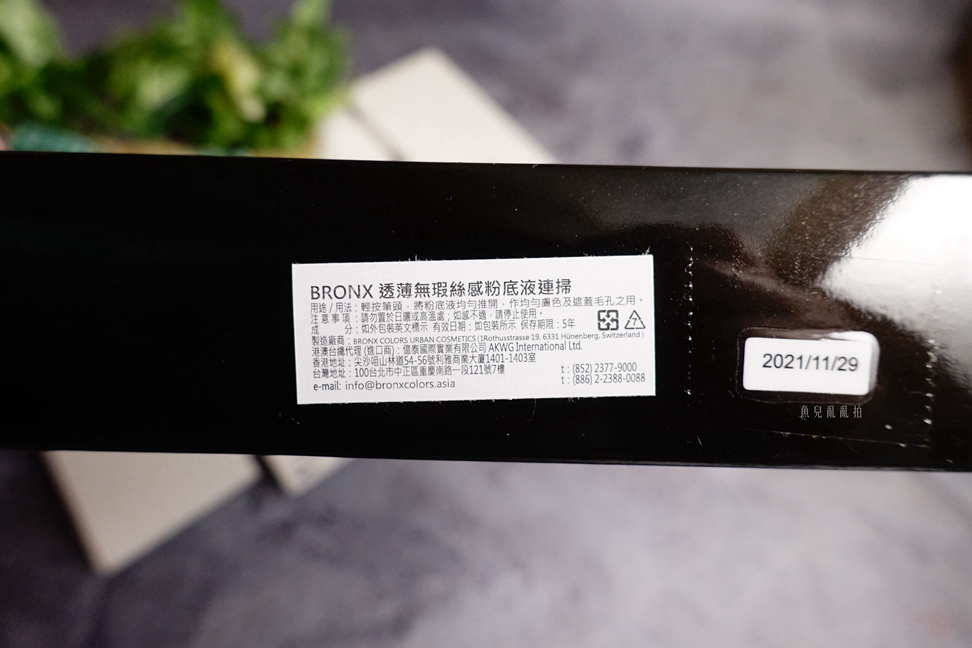 BRONX 透薄無瑕絲感粉底液連掃
用途/用法:輕按筆頭,將粉底液均勻推開,作均勻膚色及遮蓋毛孔之用。
注意事項:請勿置於日曬或高溫處;如感不適,請停止使用。
成 分:如外包裝英文標示 有效日期:如包裝所示 保存期限:5年
製造廠商:BRONX COLORS URBAN COSMETICS (1Rothusstrasse 19, 6331 Hünenberg, Switzerland)
港澳台總代理(進口商):億泰國際實業有限公司 AKWG International Ltd.
香港地址:尖沙咀山林道54-56號利雅商業大廈1401-1403室
台灣地址:100台北市中正區重慶南路一段121號7樓
t : (852) 2377-9000
e-mail: info@bronxcolors.asia
t : (886) 2-2388-0088
7
2021/11/29
魚兒亂亂拍